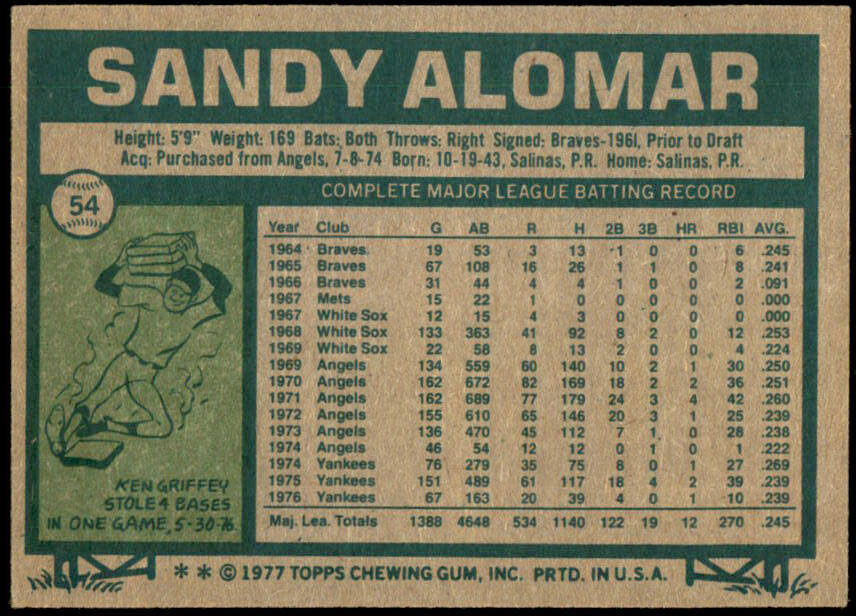 SANDY ALOMAR
Height: 5'9" Weight: 169 Bats: Both Throws: Right Signed: Braves-1961, Prior to Draft
Acq: Purchased from Angels, 7-8-74 Born: 10-19-43, Salinas, P.R. Home: Salinas, P.R.
54
COMPLETE MAJOR LEAGUE BATTING RECORD
Year Club G AB R H 2B 3B HR RBI AVG.
1964 Braves 19 53 3 13 1 0 0 6 .245
1965 Braves 67 108 16 26 1 1 0 8 .241
1966 Braves 31 44 4 4 1 0 0 2 .091
1967 Mets 15 22 1 0 0 0 0 0 .000
1967 White Sox 12 15 4 3 0 0 0 0 .000
1968 White Sox 133 363 41 92 8 2 0 12 .253
1969 White Sox 22 58 8 13 2 0 0 4 .224
1969 Angels 134 559 60 140 10 2 1 30 .250
1970 Angels 162 672 82 169 18 2 2 36 .251
1971 Angels 162 689 77 179 24 3 4 42 .260
1972 Angels 155 610 65 146 20 3 1 25 .239
1973 Angels 136 470 45 112 7 1 0 28 .238
1974 Angels 46 54 12 12 0 1 0 1 .222
1974 Yankees 76 279 35 75 8 0 1 27 .269
1975 Yankees 151 489 61 117 18 4 2 39 .239
1976 Yankees 67 163 20 39 4 0 1 10 .239
Maj. Lea. Totals 1388 4648 534 1140 122 19 12 270 .245
KEN GRIFFEY
STOLE 4 BASES
IN ONE GAME, 5-30-76
** © 1977 TOPPS CHEWING GUM, INC. PRTD. IN U.S.A.